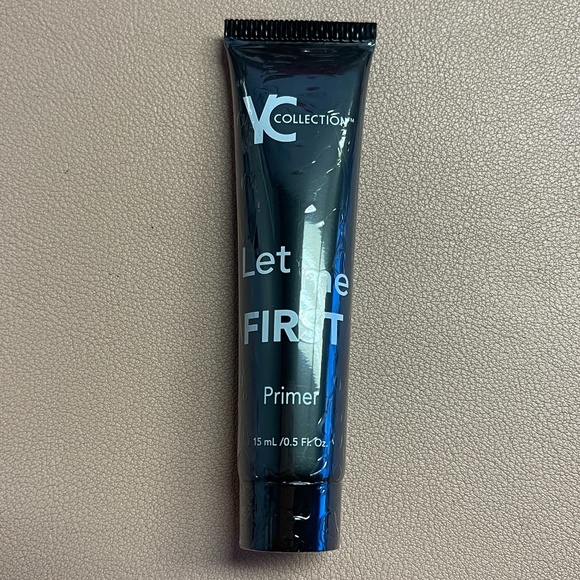 YC COLLECTION™
Let me
FIRST
Primer
15 mL /0.5 Fl. Oz.